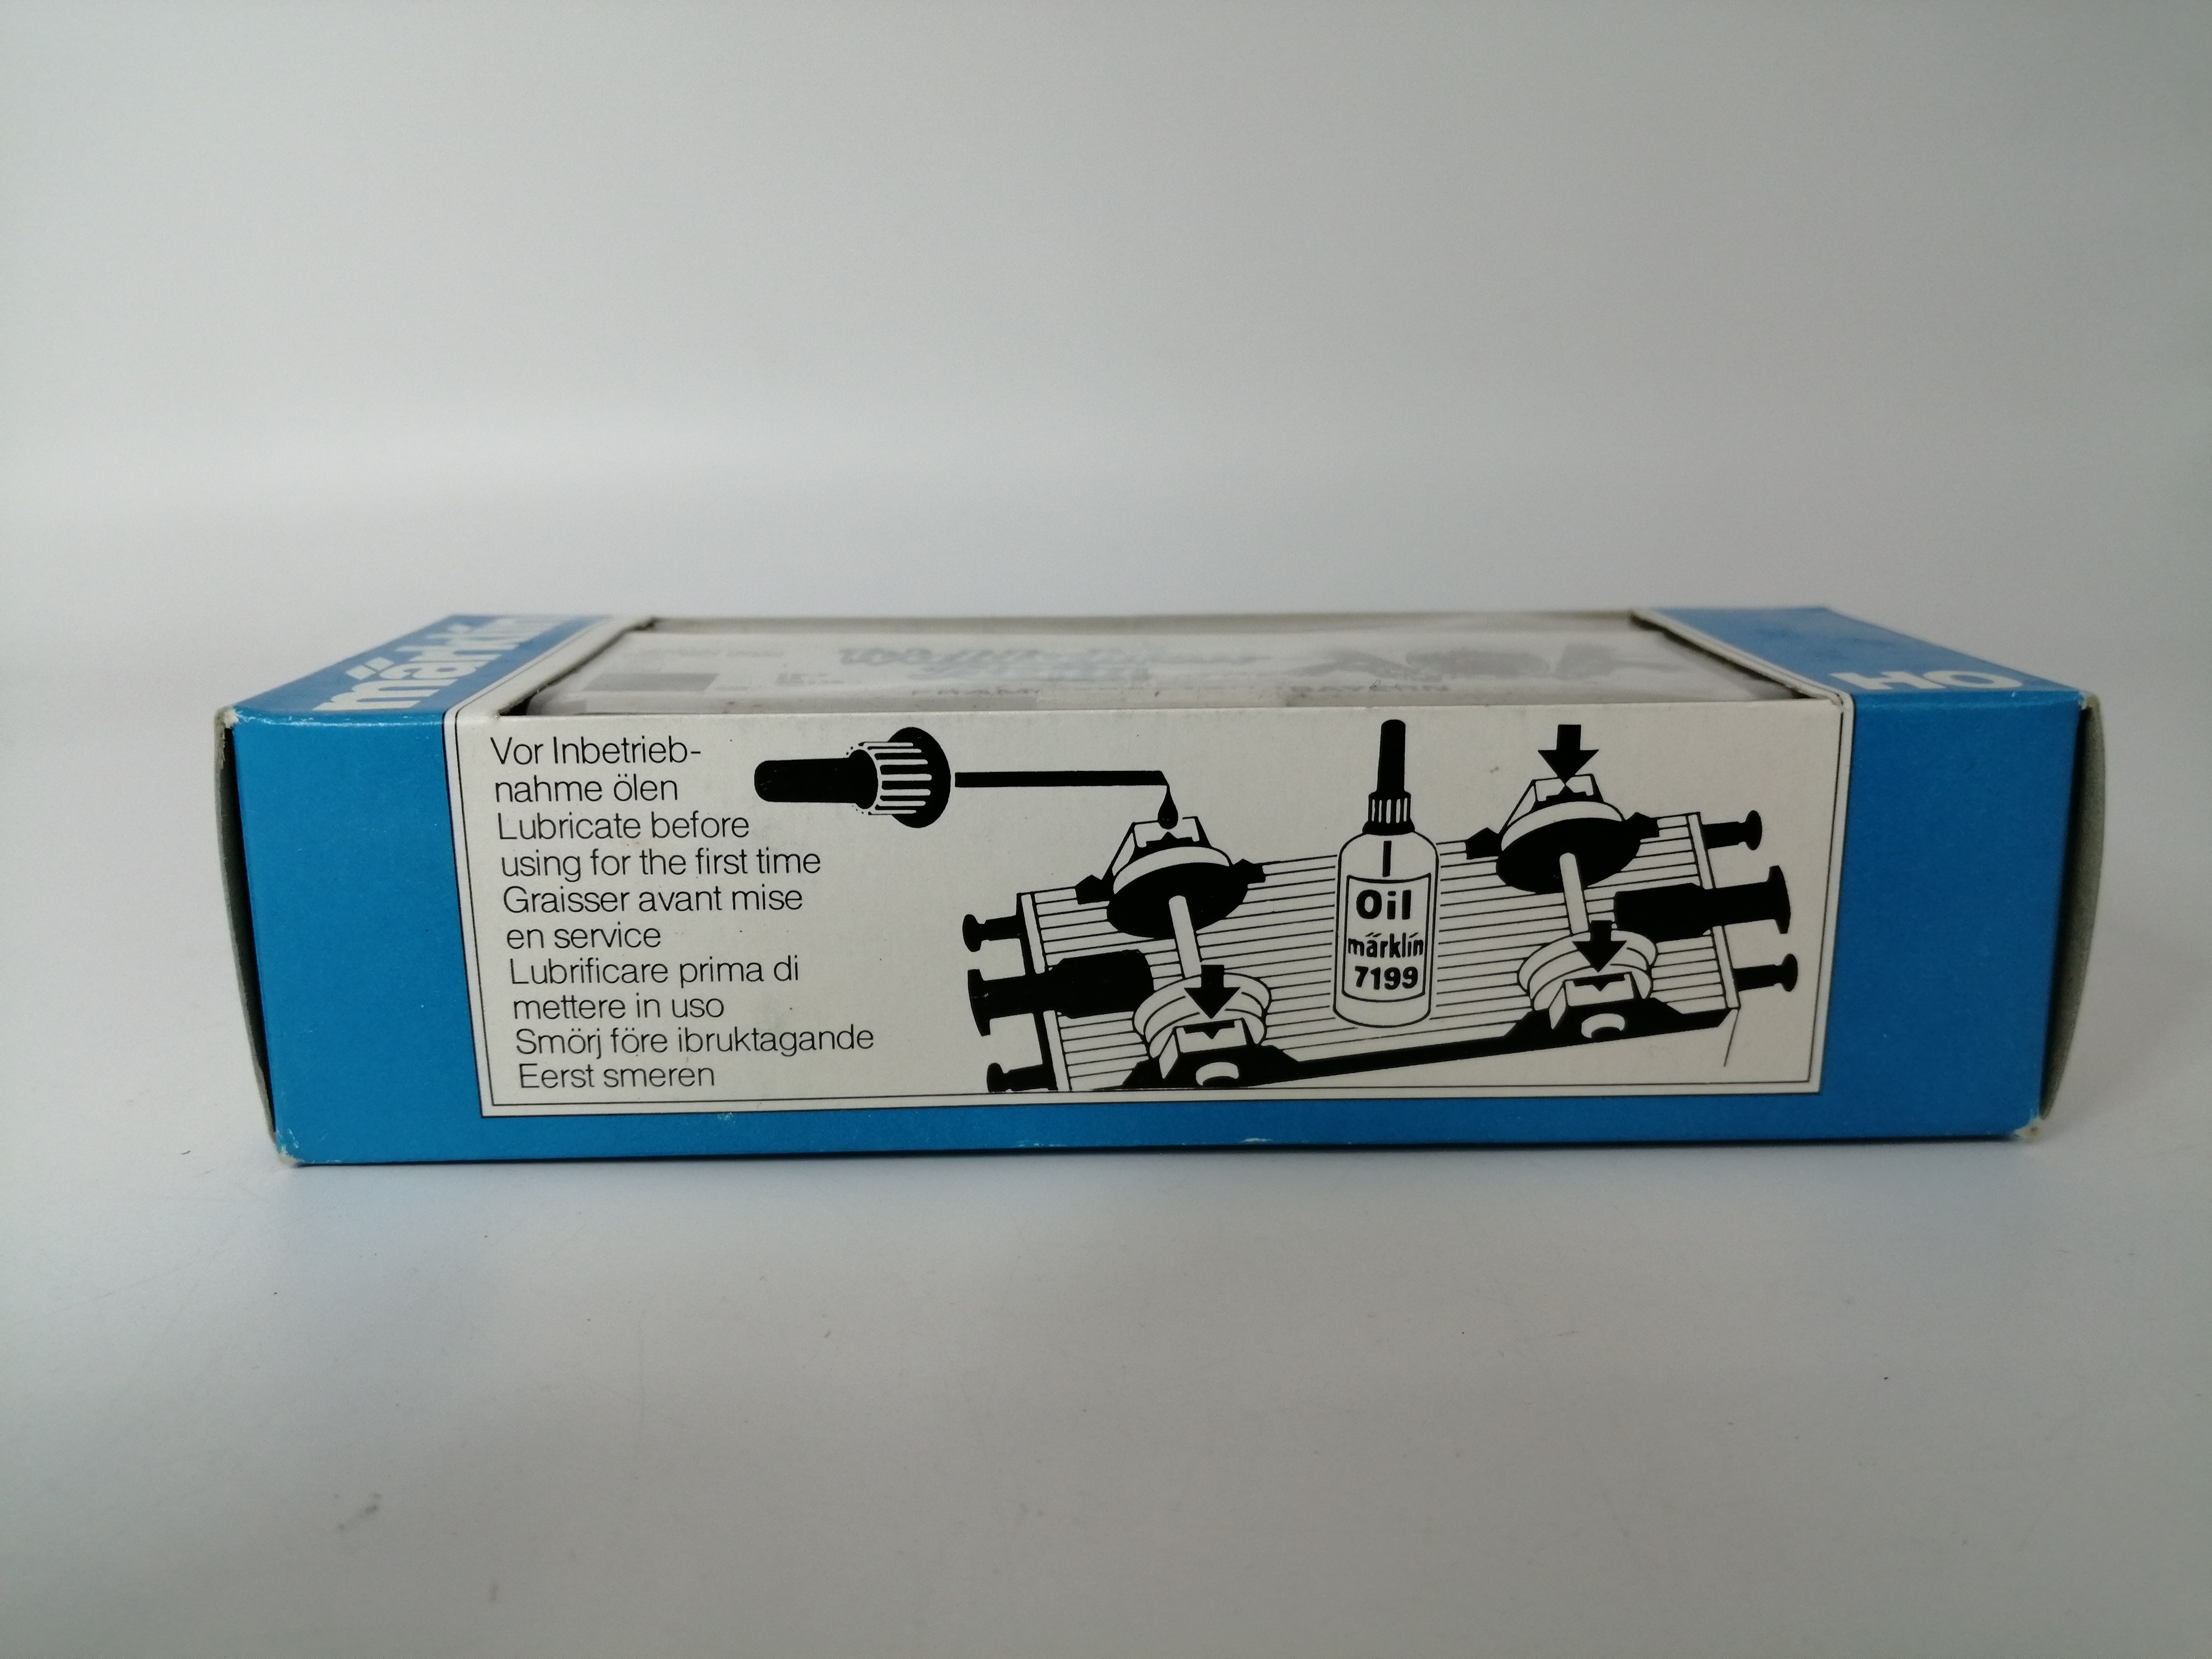 märklin
HO
Vor Inbetrieb-
nahme ölen
Lubricate before
using for the first time
Graisser avant mise
en service
Lubrificare prima di
mettere in uso
Smörj före ibruktagande
Eerst smeren
Oil
märklin
7199